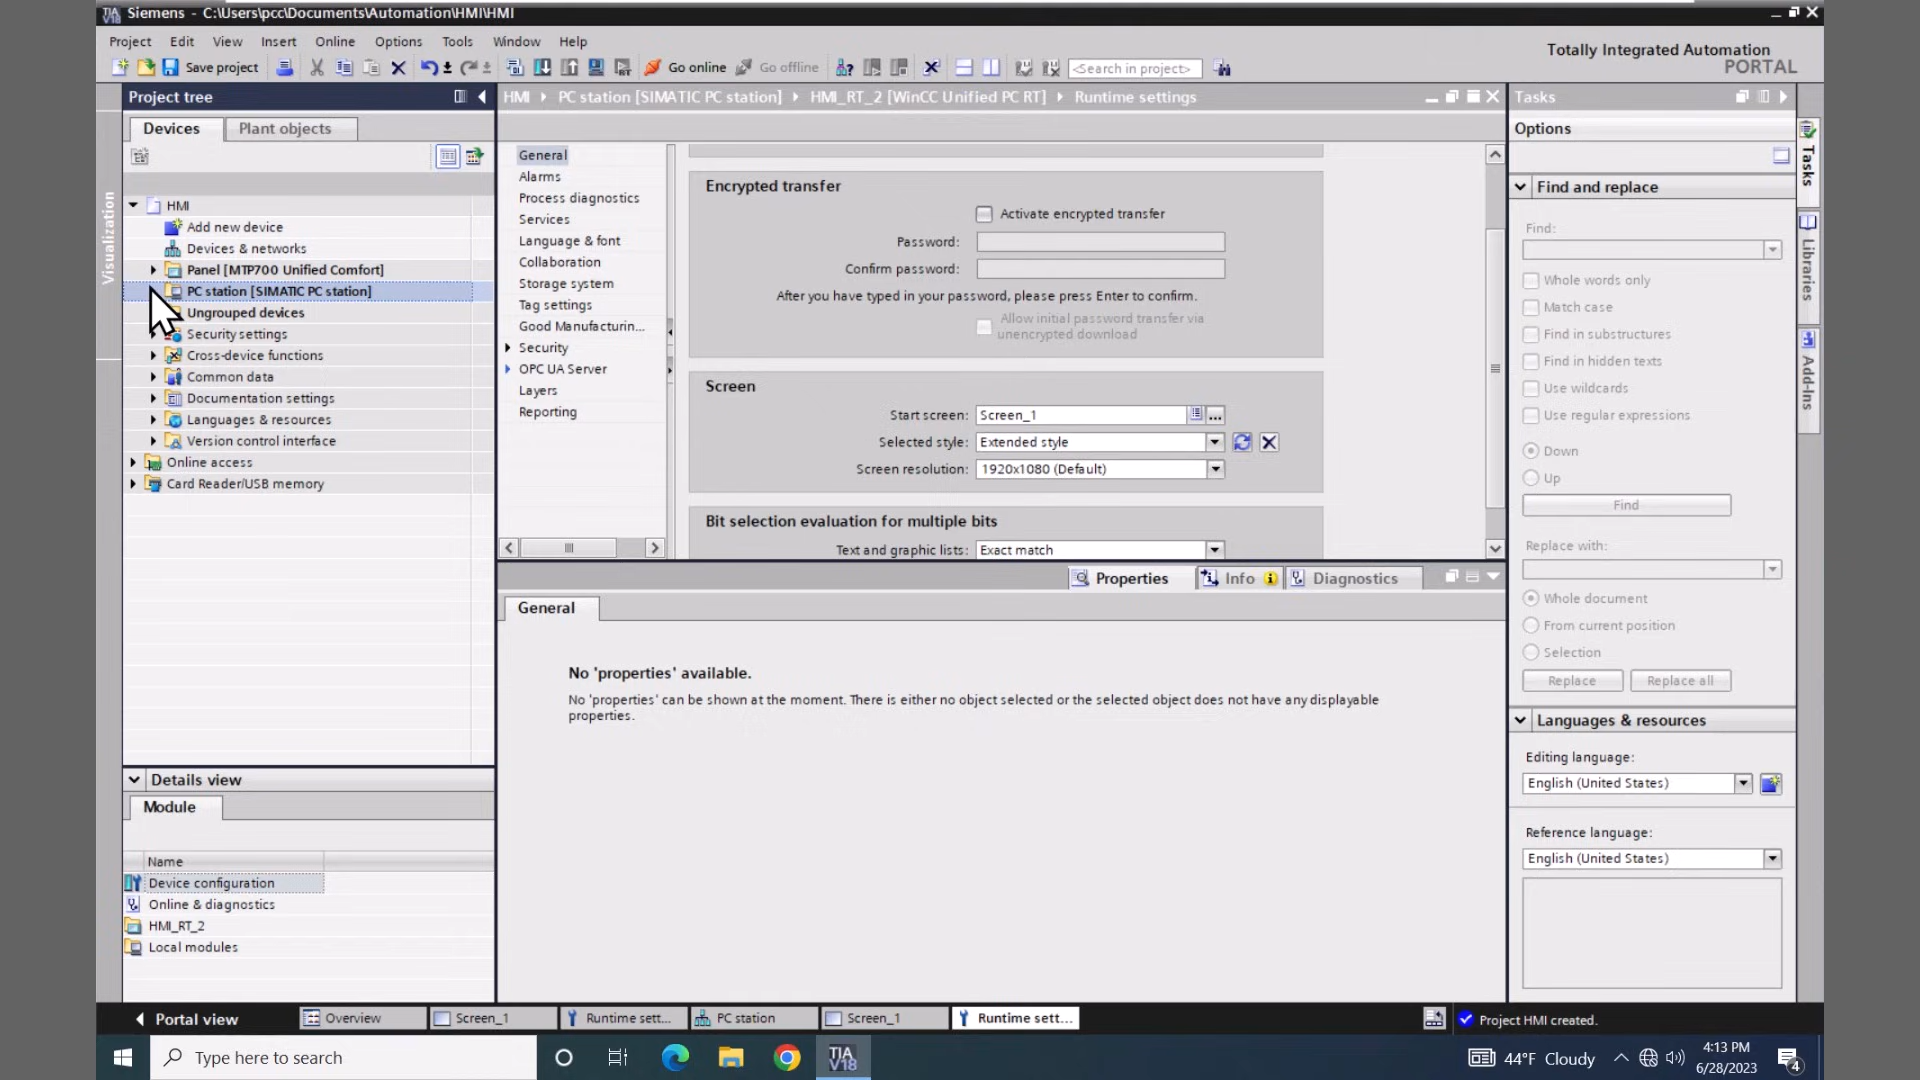 Siemens - C:\Users\pcc\Documents\Automation\HMI\HMI
Project Edit View Insert Online Options Tools Window Help
Totally Integrated Automation
PORTAL
Save project Go online Go offline <Search in project>
Project tree
HMI PC station [SIMATIC PC station] HMI_RT_2 [WinCC Unified PC RT] Runtime settings
Tasks
Devices Plant objects
Options
Visualization
HMI
Add new device
Devices & networks
Panel [MTP700 Unified Comfort]
PC station [SIMATIC PC station]
Ungrouped devices
Security settings
Cross-device functions
Common data
Documentation settings
Languages & resources
Version control interface
Online access
Card Reader/USB memory
General
Alarms
Process diagnostics
Services
Language & font
Collaboration
Storage system
Tag settings
Good Manufacturin...
Security
OPC UA Server
Layers
Reporting
Encrypted transfer
Activate encrypted transfer
Password:
Confirm password:
After you have typed in your password, please press Enter to confirm.
Allow initial password transfer via
unencrypted download
Screen
Start screen: Screen_1 ...
Selected style: Extended style
Screen resolution: 1920x1080 (Default)
Bit selection evaluation for multiple bits
Text and graphic lists: Exact match
Properties Info Diagnostics
General
No 'properties' available.
No 'properties' can be shown at the moment. There is either no object selected or the selected object does not have any displayable
properties.
Find and replace
Find:
Whole words only
Match case
Find in substructures
Find in hidden texts
Use wildcards
Use regular expressions
Down
Up
Find
Replace with:
Whole document
From current position
Selection
Replace Replace all
Languages & resources
Editing language:
English (United States)
Reference language:
English (United States)
Tasks
Libraries
Add-Ins
Details view
Module
Name
Device configuration
Online & diagnostics
HMI_RT_2
Local modules
Portal view Overview Screen_1 Runtime sett... PC station Screen_1 Runtime sett... Project HMI created.
Type here to search
TIA
V18
44°F Cloudy
4:13 PM
6/28/2023
4